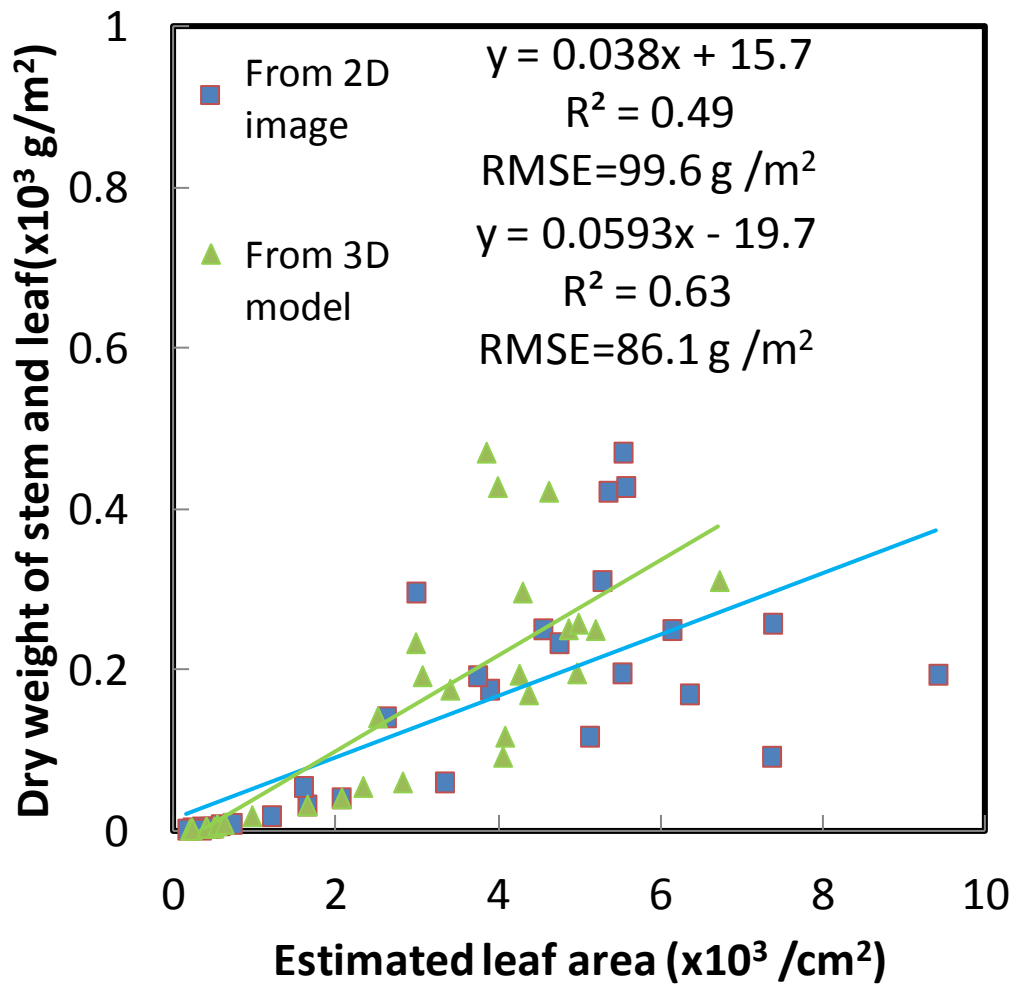 Dry weight of stem and leaf(x10³ g/m²)
1
0.8
0.6
0.4
0.2
0
From 2D
image
y = 0.038x + 15.7
R² = 0.49
RMSE=99.6 g /m²
From 3D
model
y = 0.0593x - 19.7
R² = 0.63
RMSE=86.1 g /m²
0 2 4 6 8 10
Estimated leaf area (x10³ /cm²)